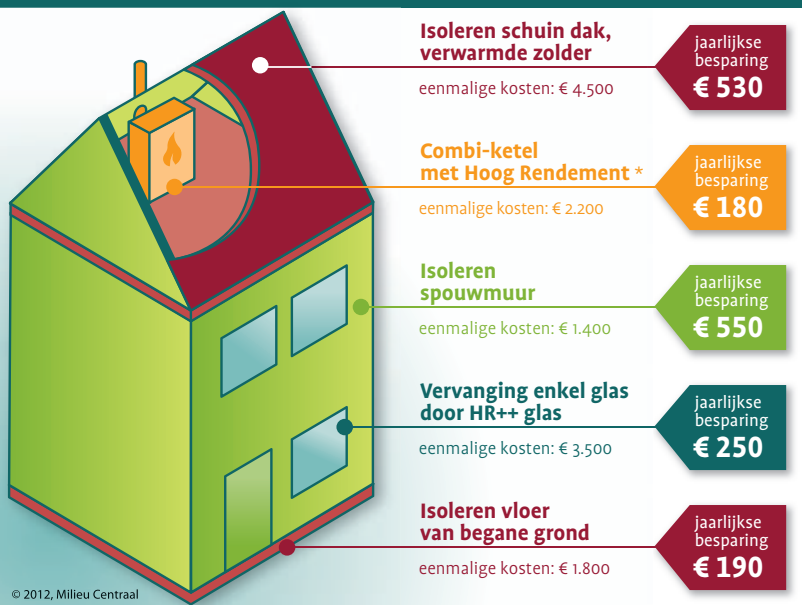 Isoleren schuin dak,
verwarmde zolder
eenmalige kosten: € 4.500
jaarlijkse
besparing
€ 530
Combi-ketel
met Hoog Rendement *
eenmalige kosten: € 2.200
jaarlijkse
besparing
€ 180
Isoleren
spouwmuur
eenmalige kosten: € 1.400
jaarlijkse
besparing
€ 550
Vervanging enkel glas
door HR++ glas
eenmalige kosten: € 3.500
jaarlijkse
besparing
€ 250
Isoleren vloer
van begane grond
eenmalige kosten: € 1.800
jaarlijkse
besparing
€ 190
© 2012, Milieu Centraal